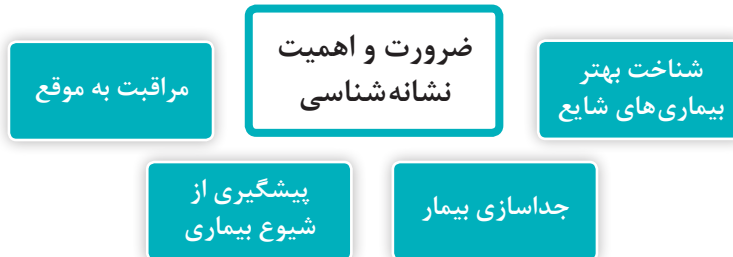 ضرورت و اهمیت
نشانه‌شناسی
شناخت بهتر
بیماری‌های شایع
مراقبت به موقع
جداسازی بیمار
پیشگیری از
شیوع بیماری